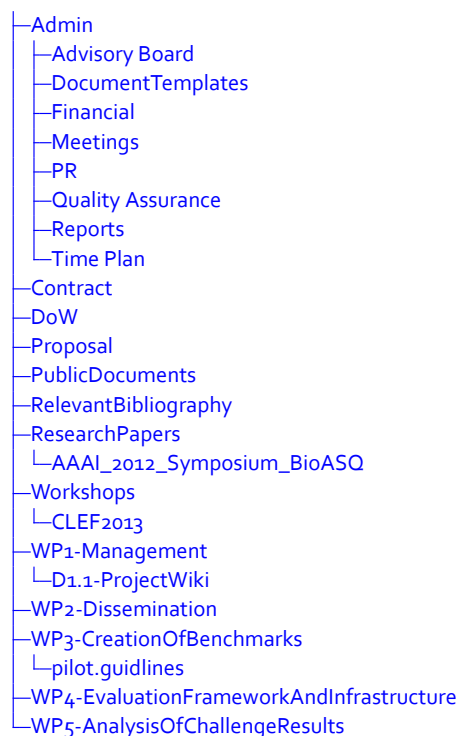 Admin
Advisory Board
DocumentTemplates
Financial
Meetings
PR
Quality Assurance
Reports
Time Plan
Contract
DoW
Proposal
PublicDocuments
RelevantBibliography
ResearchPapers
AAAI_2012_Symposium_BioASQ
Workshops
CLEF2013
WP1-Management
D1.1-ProjectWiki
WP2-Dissemination
WP3-CreationOfBenchmarks
pilot.guidlines
WP4-EvaluationFrameworkAndInfrastructure
WP5-AnalysisOfChallengeResults